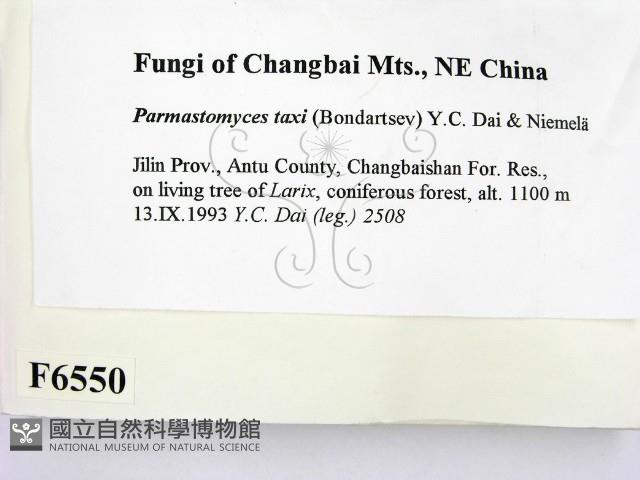 Fungi of Changbai Mts., NE China
Parmastomyces taxi (Bondartsev) Y.C. Dai & Niemelä
Jilin Prov., Antu County, Changbaishan For. Res.,
on living tree of Larix, coniferous forest, alt. 1100 m
13.IX.1993 Y.C. Dai (leg.) 2508
F6550
國立自然科學博物館
NATIONAL MUSEUM OF NATURAL SCIENCE